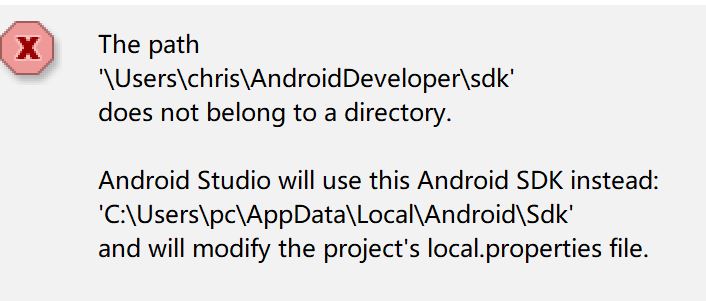 X
The path
'\Users\chris\AndroidDeveloper\sdk'
does not belong to a directory.
Android Studio will use this Android SDK instead:
'C:\Users\pc\AppData\Local\Android\Sdk'
and will modify the project's local.properties file.